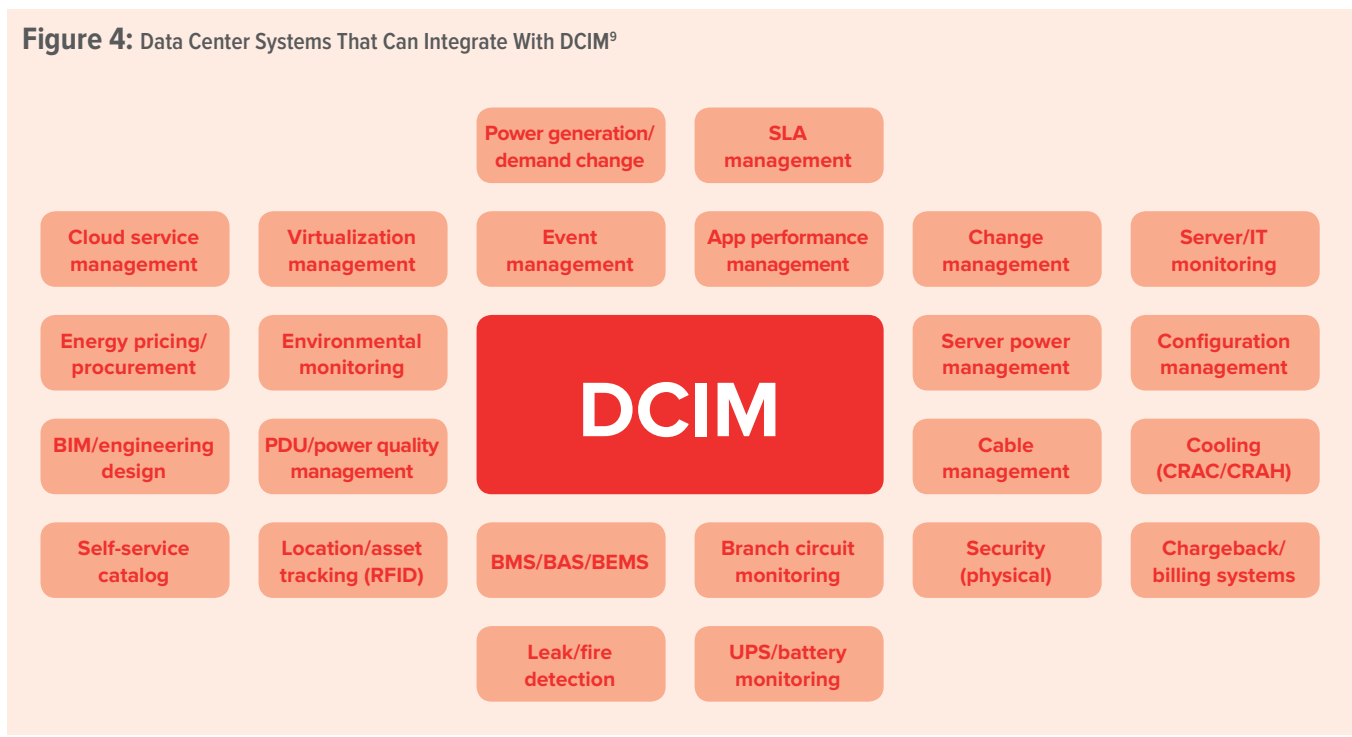 Figure 4: Data Center Systems That Can Integrate With DCIM⁹
Power generation/
demand change
SLA
management
Cloud service
management
Virtualization
management
Event
management
App performance
management
Change
management
Server/IT
monitoring
Energy pricing/
procurement
Environmental
monitoring
DCIM
Server power
management
Configuration
management
BIM/engineering
design
PDU/power quality
management
Cable
management
Cooling
(CRAC/CRAH)
Self-service
catalog
Location/asset
tracking (RFID)
BMS/BAS/BEMS
Branch circuit
monitoring
Security
(physical)
Chargeback/
billing systems
Leak/fire
detection
UPS/battery
monitoring